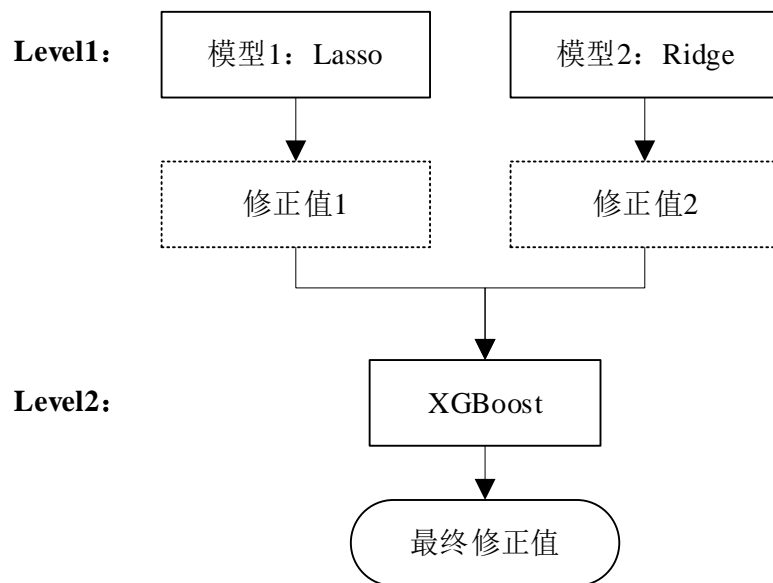 Level1：
模型1：Lasso
模型2：Ridge
修正值1
修正值2
Level2：
XGBoost
最终修正值